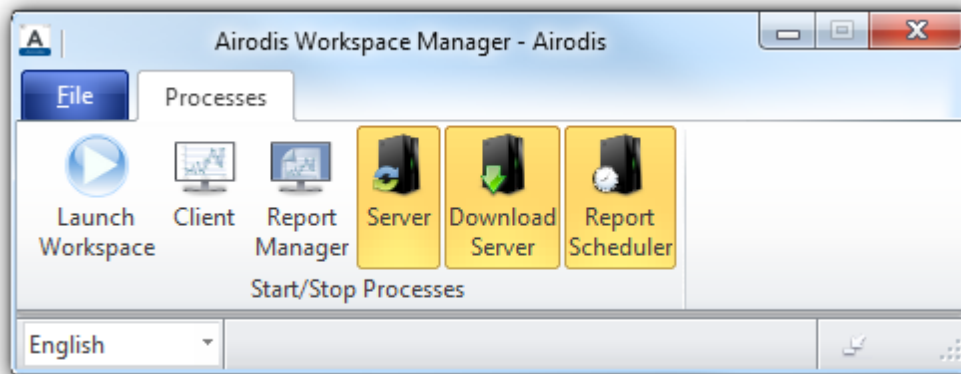 A
Airodis Workspace Manager - Airodis
File
Processes
Launch
Workspace
Client
Report
Manager
Server
Download
Server
Report
Scheduler
Start/Stop Processes
English